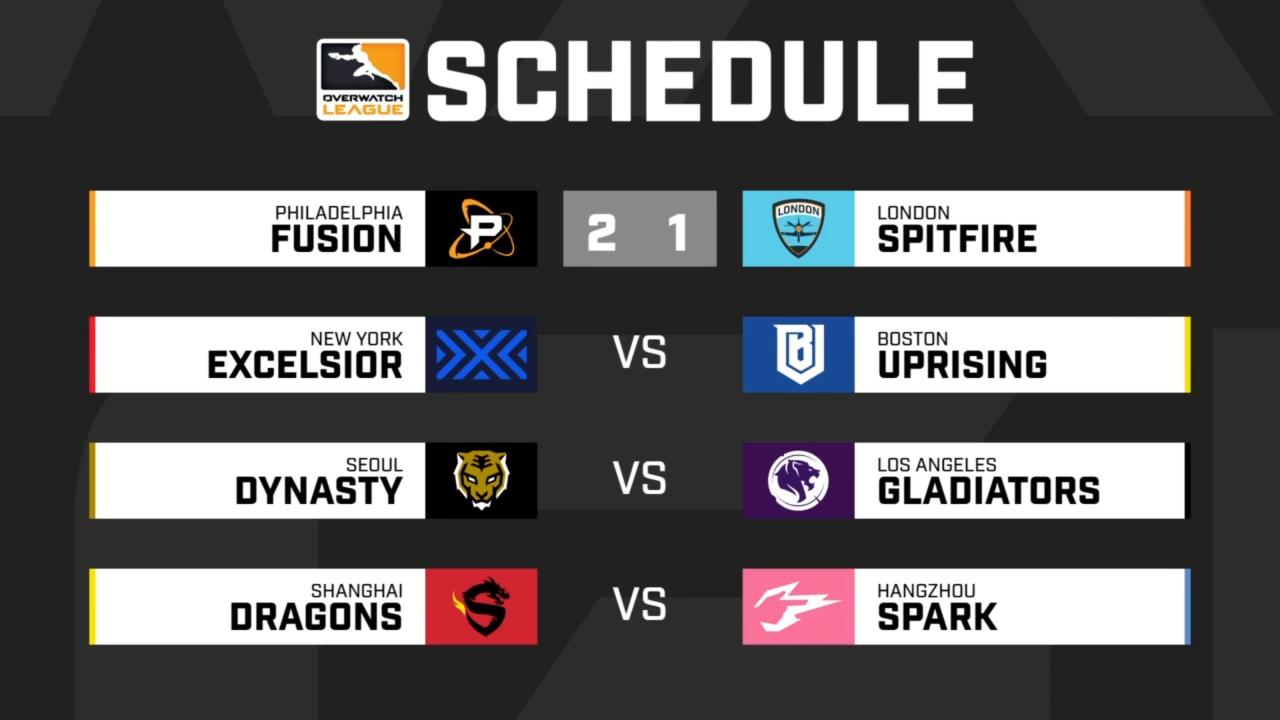 OVERWATCH
LEAGUE
SCHEDULE
PHILADELPHIA
FUSION
P
2 1
LONDON
LONDON
SPITFIRE
NEW YORK
EXCELSIOR
VS
B
BOSTON
UPRISING
SEOUL
DYNASTY
VS
LOS ANGELES
GLADIATORS
SHANGHAI
DRAGONS
S
VS
HANGZHOU
SPARK